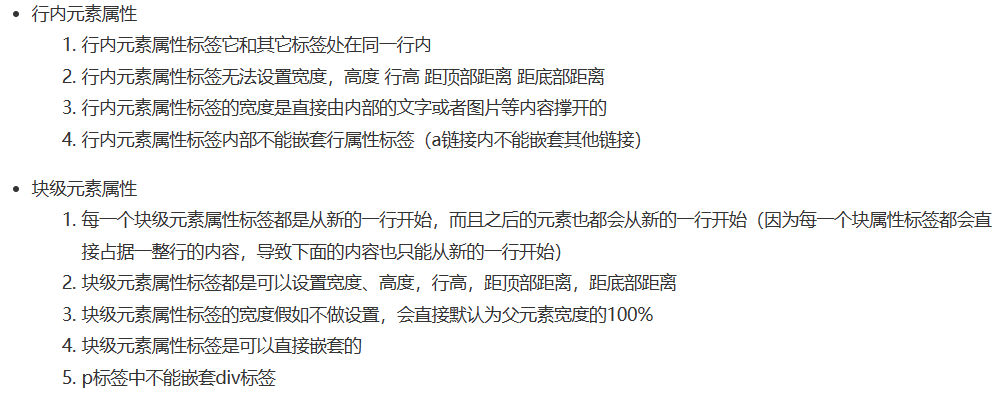 • 行内元素属性
1. 行内元素属性标签它和其它标签处在同一行内
2. 行内元素属性标签无法设置宽度，高度 行高 距顶部距离 距底部距离
3. 行内元素属性标签的宽度是直接由内部的文字或者图片等内容撑开的
4. 行内元素属性标签内部不能嵌套行属性标签（a链接内不能嵌套其他链接）
• 块级元素属性
1. 每一个块级元素属性标签都是从新的一行开始，而且之后的元素也都会从新的一行开始（因为每一个块属性标签都会直
接占据一整行的内容，导致下面的内容也只能从新的一行开始）
2. 块级元素属性标签都是可以设置宽度、高度，行高，距顶部距离，距底部距离
3. 块级元素属性标签的宽度假如不做设置，会直接默认为父元素宽度的100%
4. 块级元素属性标签是可以直接嵌套的
5. p标签中不能嵌套div标签